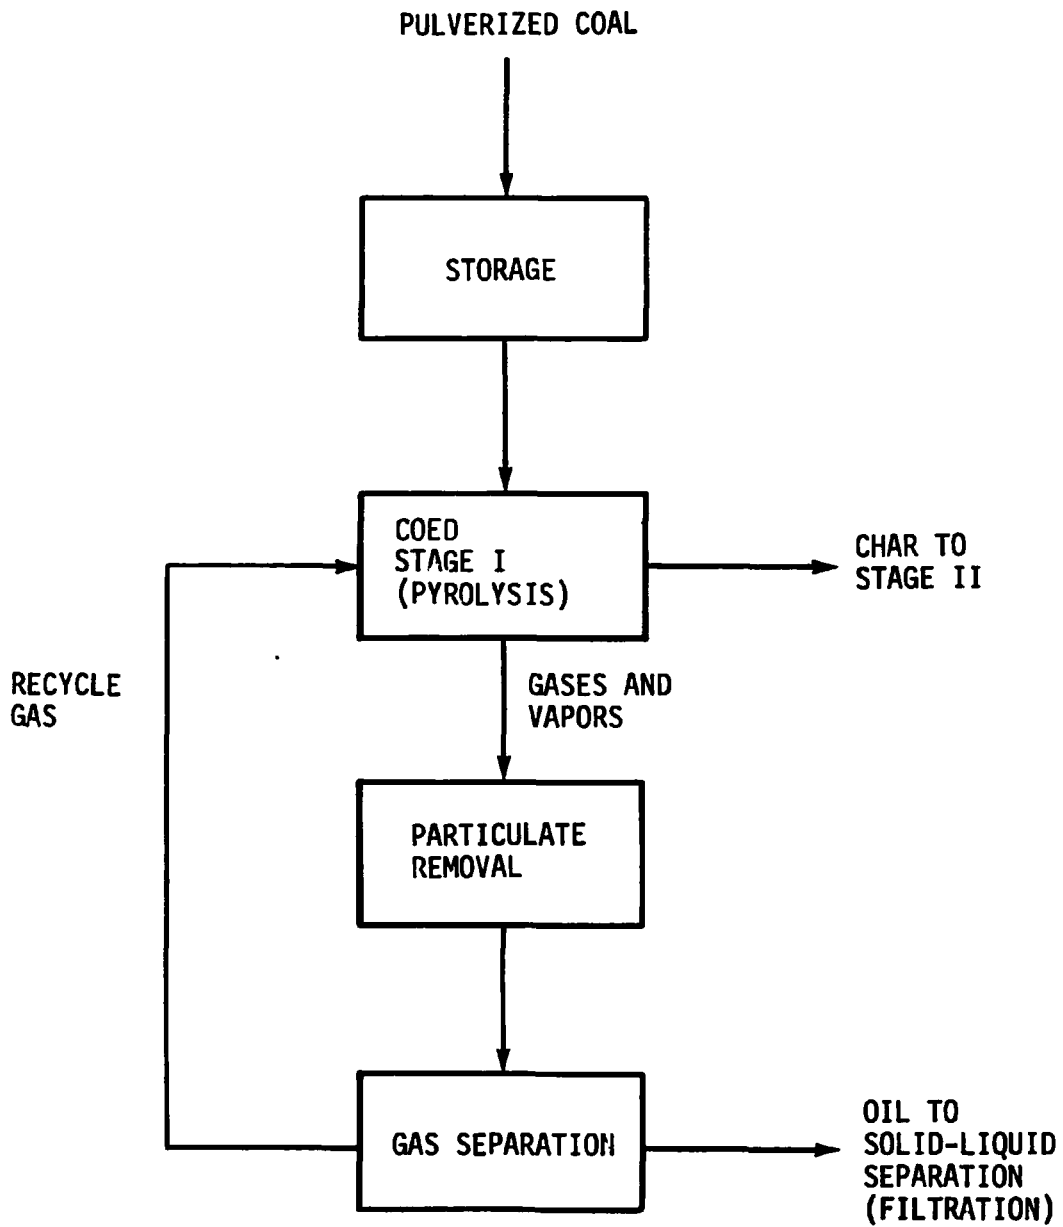 PULVERIZED COAL
STORAGE
COED
STAGE I
(PYROLYSIS)
CHAR TO
STAGE II
RECYCLE
GAS
GASES AND
VAPORS
PARTICULATE
REMOVAL
GAS SEPARATION
OIL TO
SOLID-LIQUID
SEPARATION
(FILTRATION)